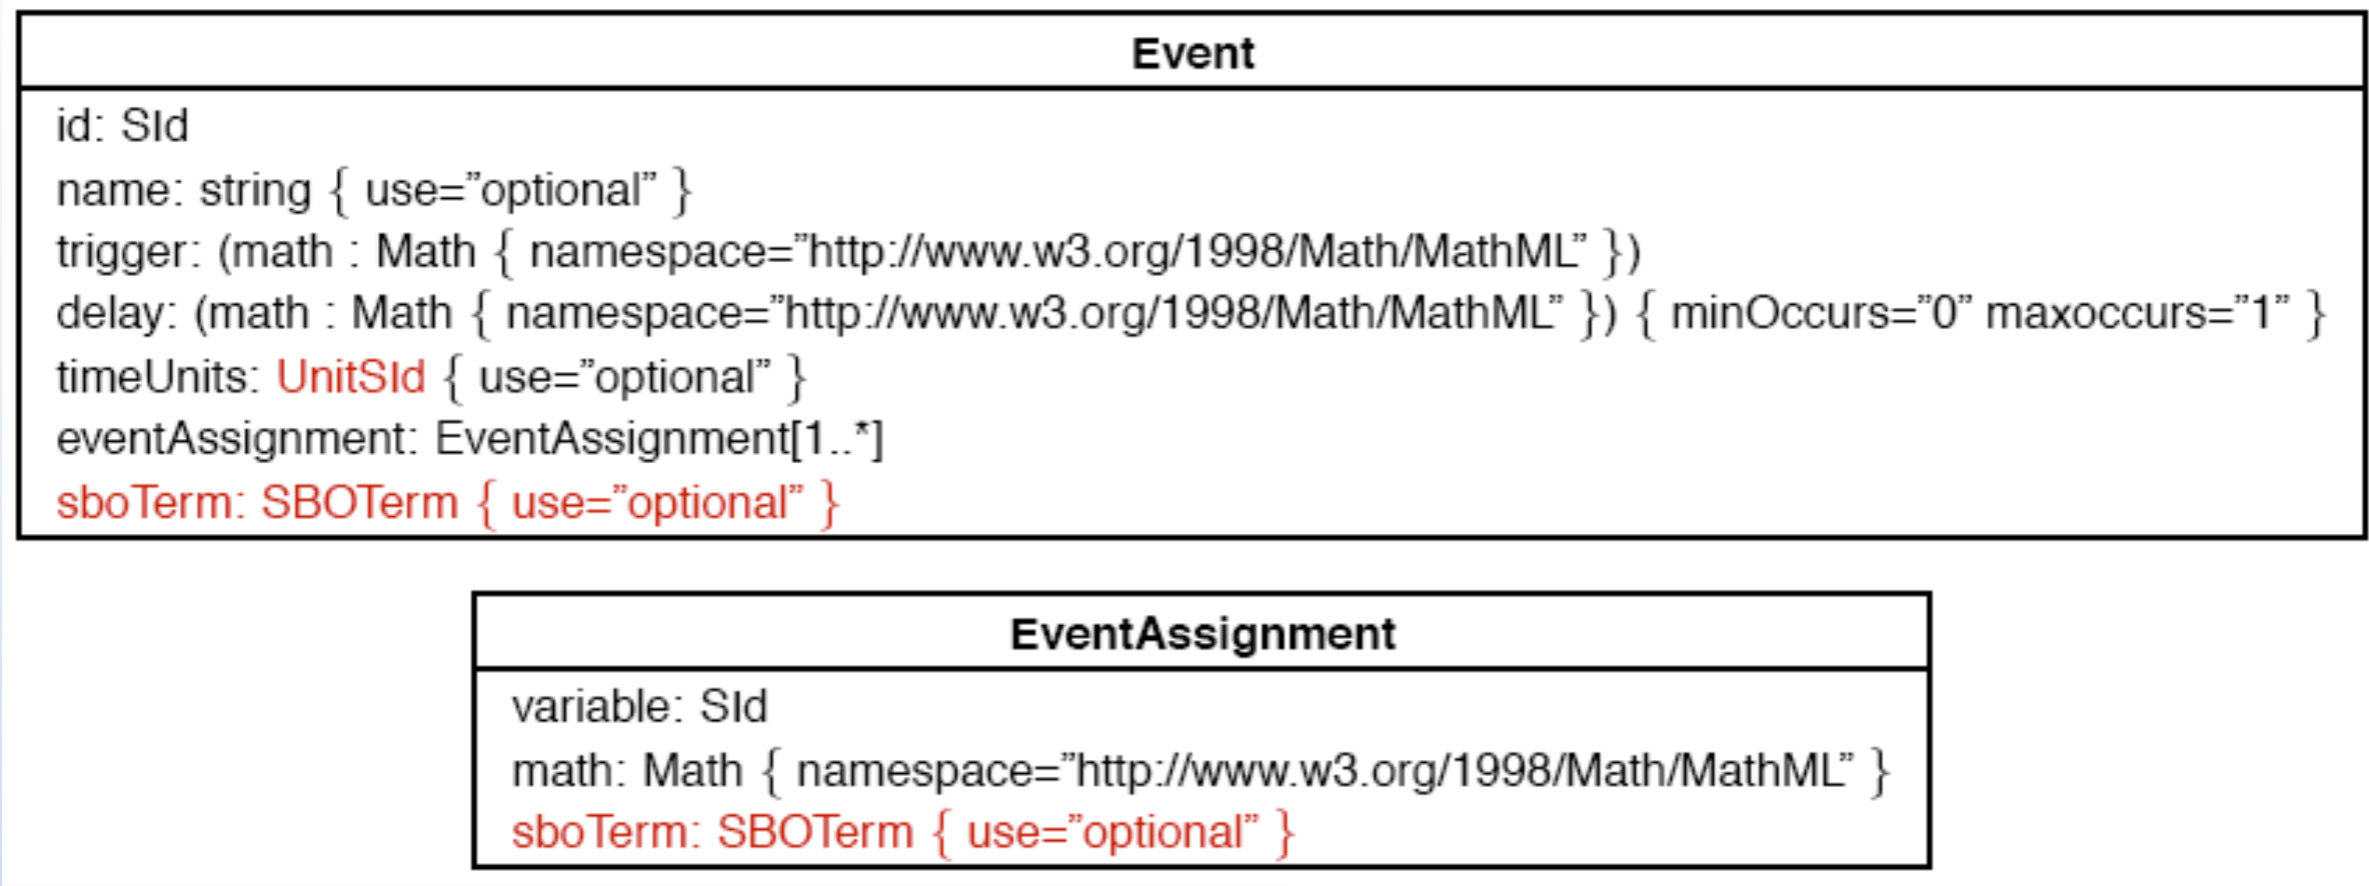 Event
id: SId
name: string { use=”optional” }
trigger: (math : Math { namespace=”http://www.w3.org/1998/Math/MathML” })
delay: (math : Math { namespace=”http://www.w3.org/1998/Math/MathML” }) { minOccurs=”0” maxoccurs=”1” }
timeUnits: UnitSId { use=”optional” }
eventAssignment: EventAssignment[1..*]
sboTerm: SBOTerm { use=”optional” }
EventAssignment
variable: SId
math: Math { namespace=”http://www.w3.org/1998/Math/MathML” }
sboTerm: SBOTerm { use=”optional” }